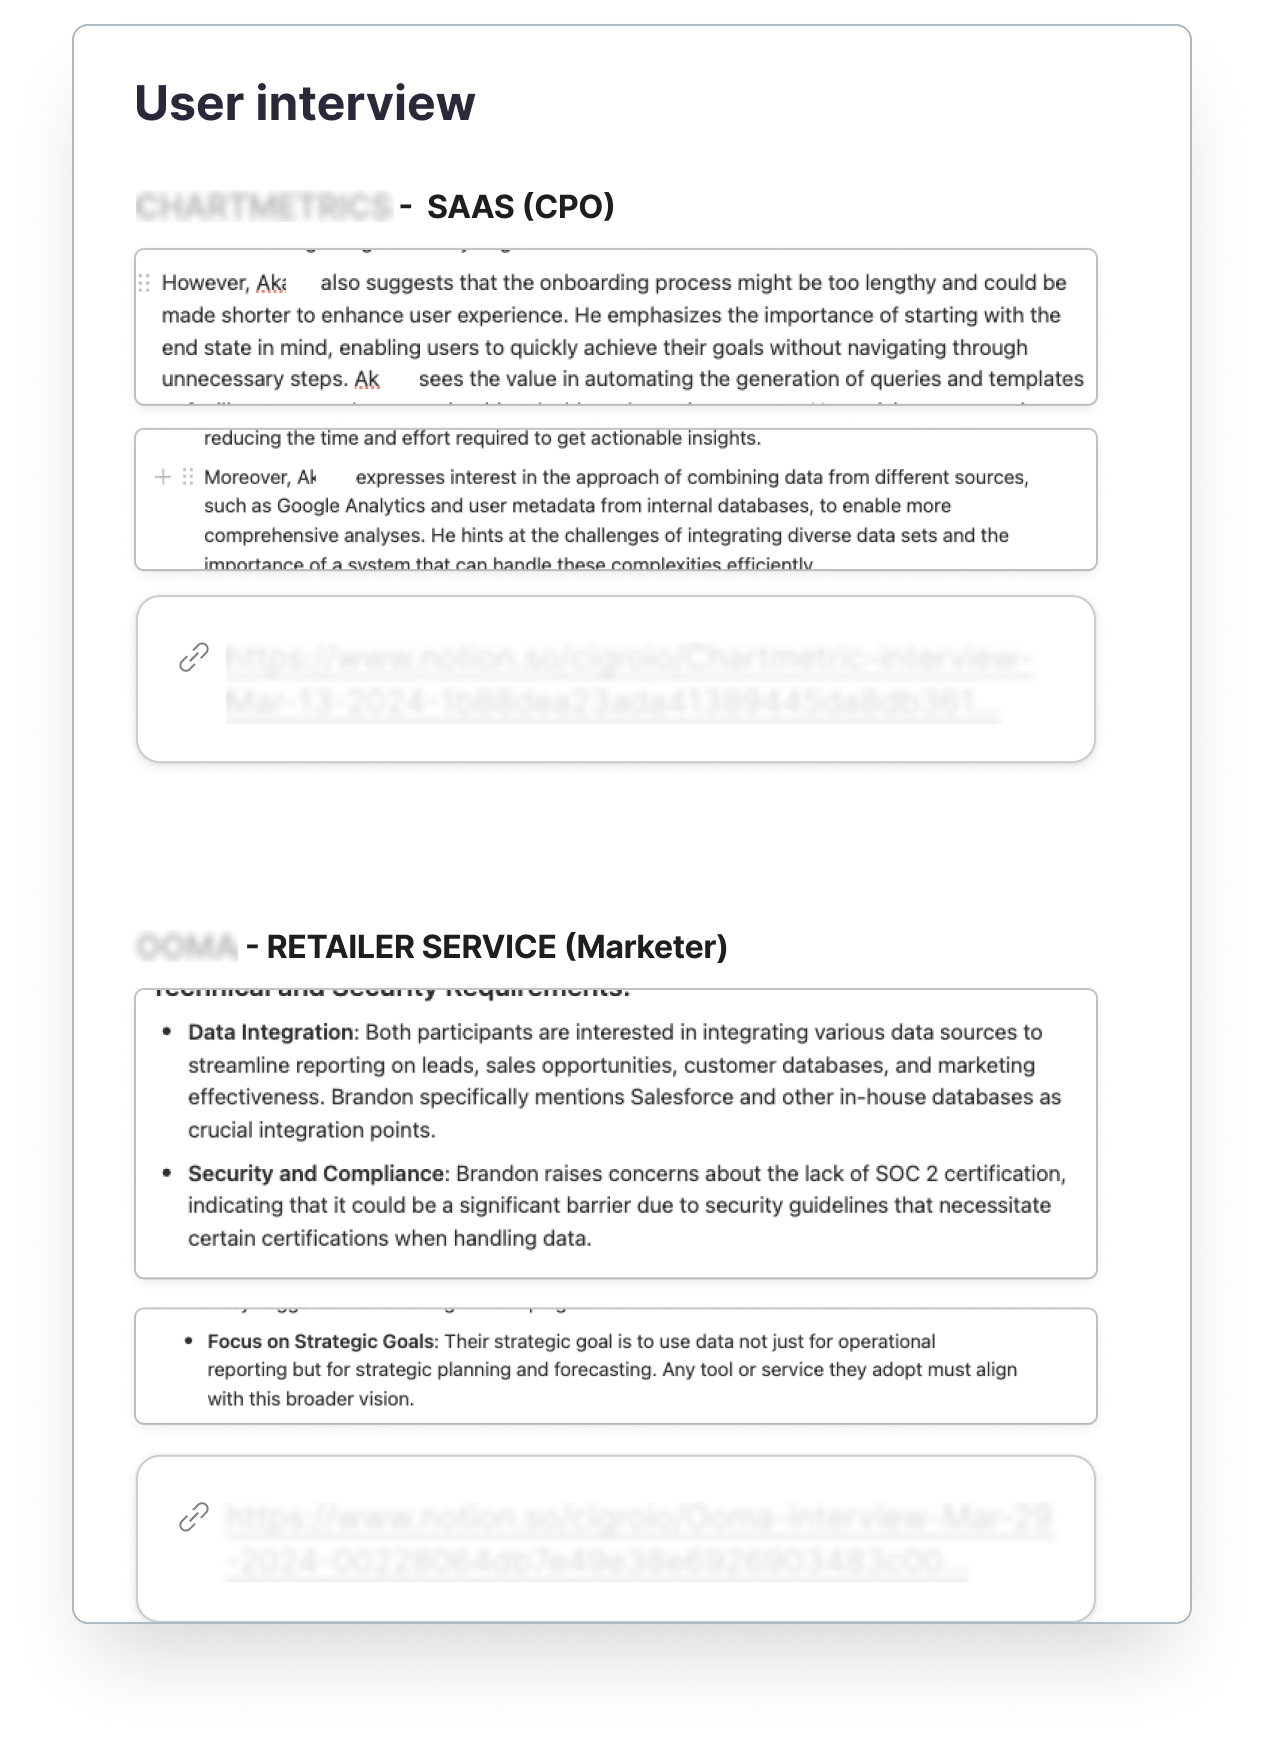 User interview
CHARTMETRICS - SAAS (CPO)
However, Aka also suggests that the onboarding process might be too lengthy and could be
made shorter to enhance user experience. He emphasizes the importance of starting with the
end state in mind, enabling users to quickly achieve their goals without navigating through
unnecessary steps. Ak sees the value in automating the generation of queries and templates
reducing the time and effort required to get actionable insights.
Moreover, Ak expresses interest in the approach of combining data from different sources,
such as Google Analytics and user metadata from internal databases, to enable more
comprehensive analyses. He hints at the challenges of integrating diverse data sets and the
importance of a system that can handle these complexities efficiently
OOMA - RETAILER SERVICE (Marketer)
Technical and Security Requirements:
• Data Integration: Both participants are interested in integrating various data sources to
streamline reporting on leads, sales opportunities, customer databases, and marketing
effectiveness. Brandon specifically mentions Salesforce and other in-house databases as
crucial integration points.
• Security and Compliance: Brandon raises concerns about the lack of SOC 2 certification,
indicating that it could be a significant barrier due to security guidelines that necessitate
certain certifications when handling data.
• Focus on Strategic Goals: Their strategic goal is to use data not just for operational
reporting but for strategic planning and forecasting. Any tool or service they adopt must align
with this broader vision.